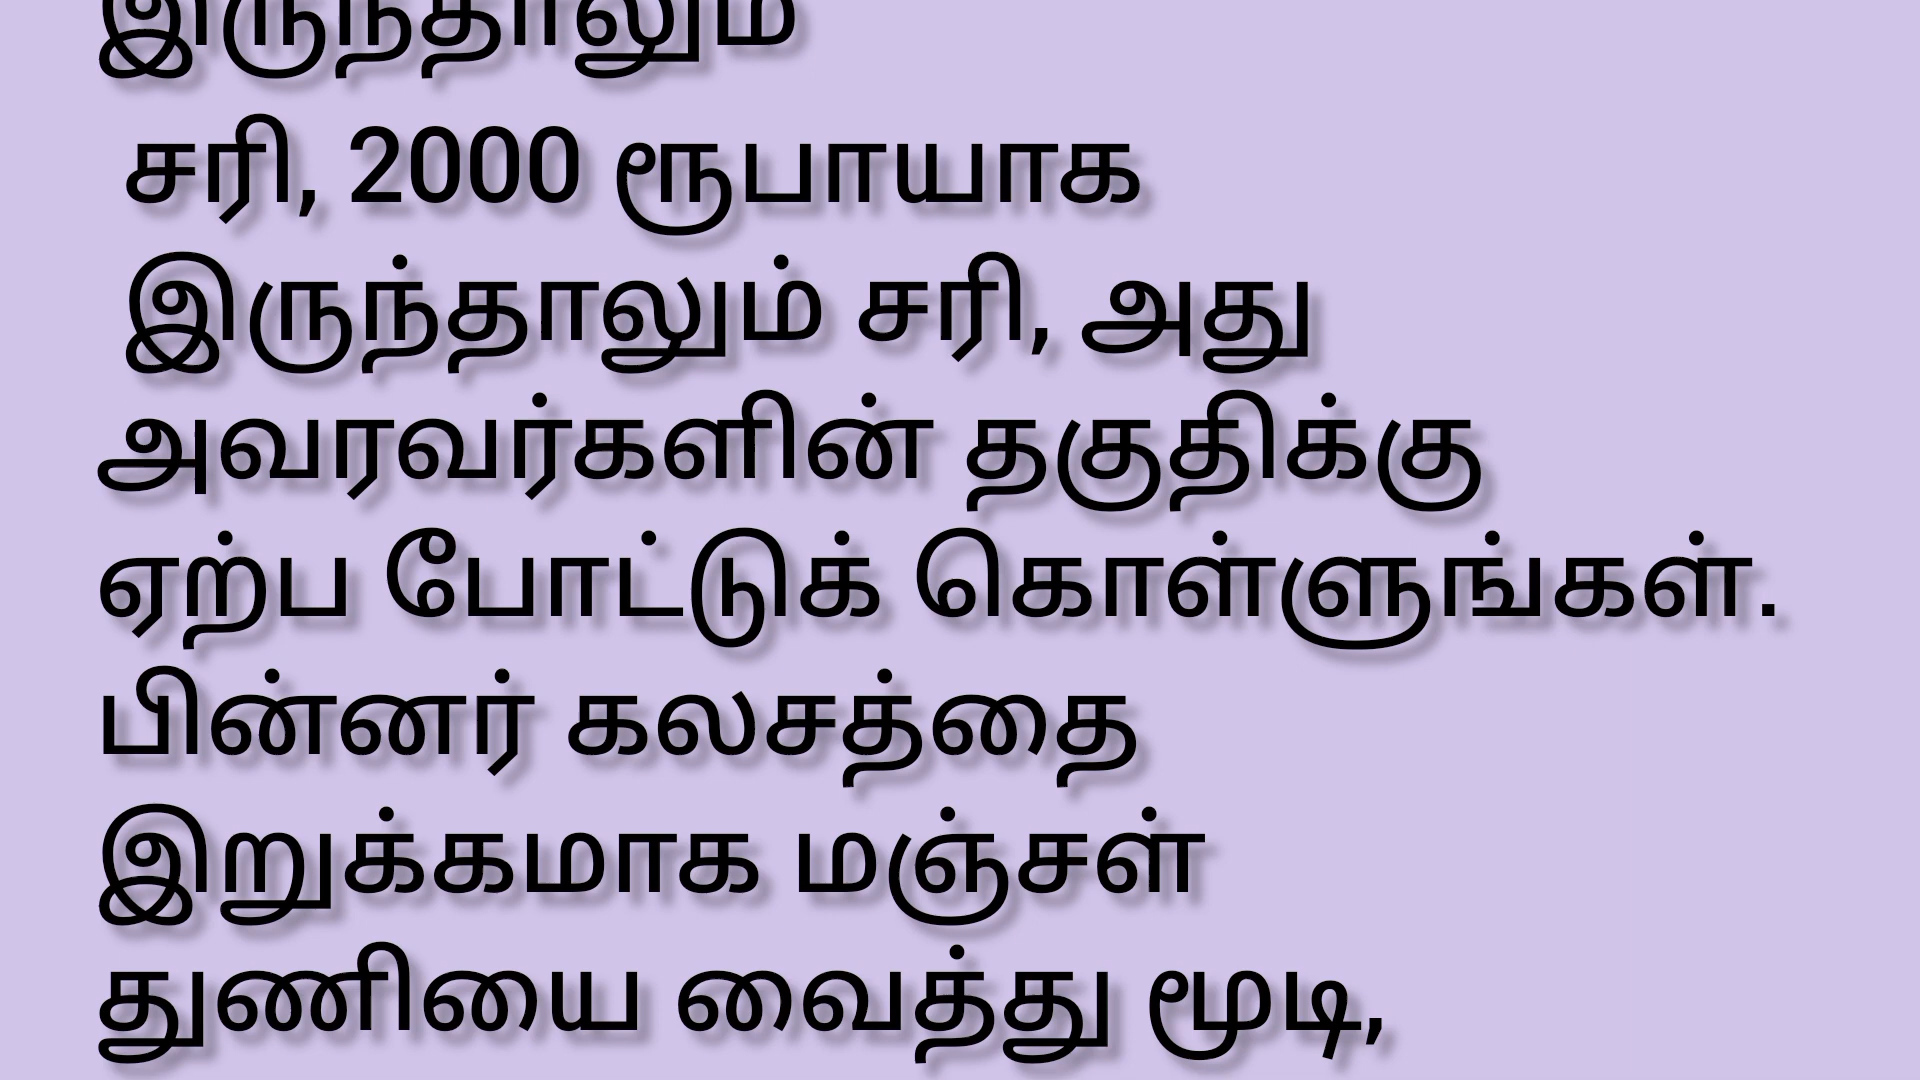 இருந்தாலும்
சரி, 2000 ரூபாயாக
இருந்தாலும் சரி, அது
அவரவர்களின் தகுதிக்கு
ஏற்ப போட்டுக் கொள்ளுங்கள்.
பின்னர் கலசத்தை
இறுக்கமாக மஞ்சள்
துணியை வைத்து மூடி,